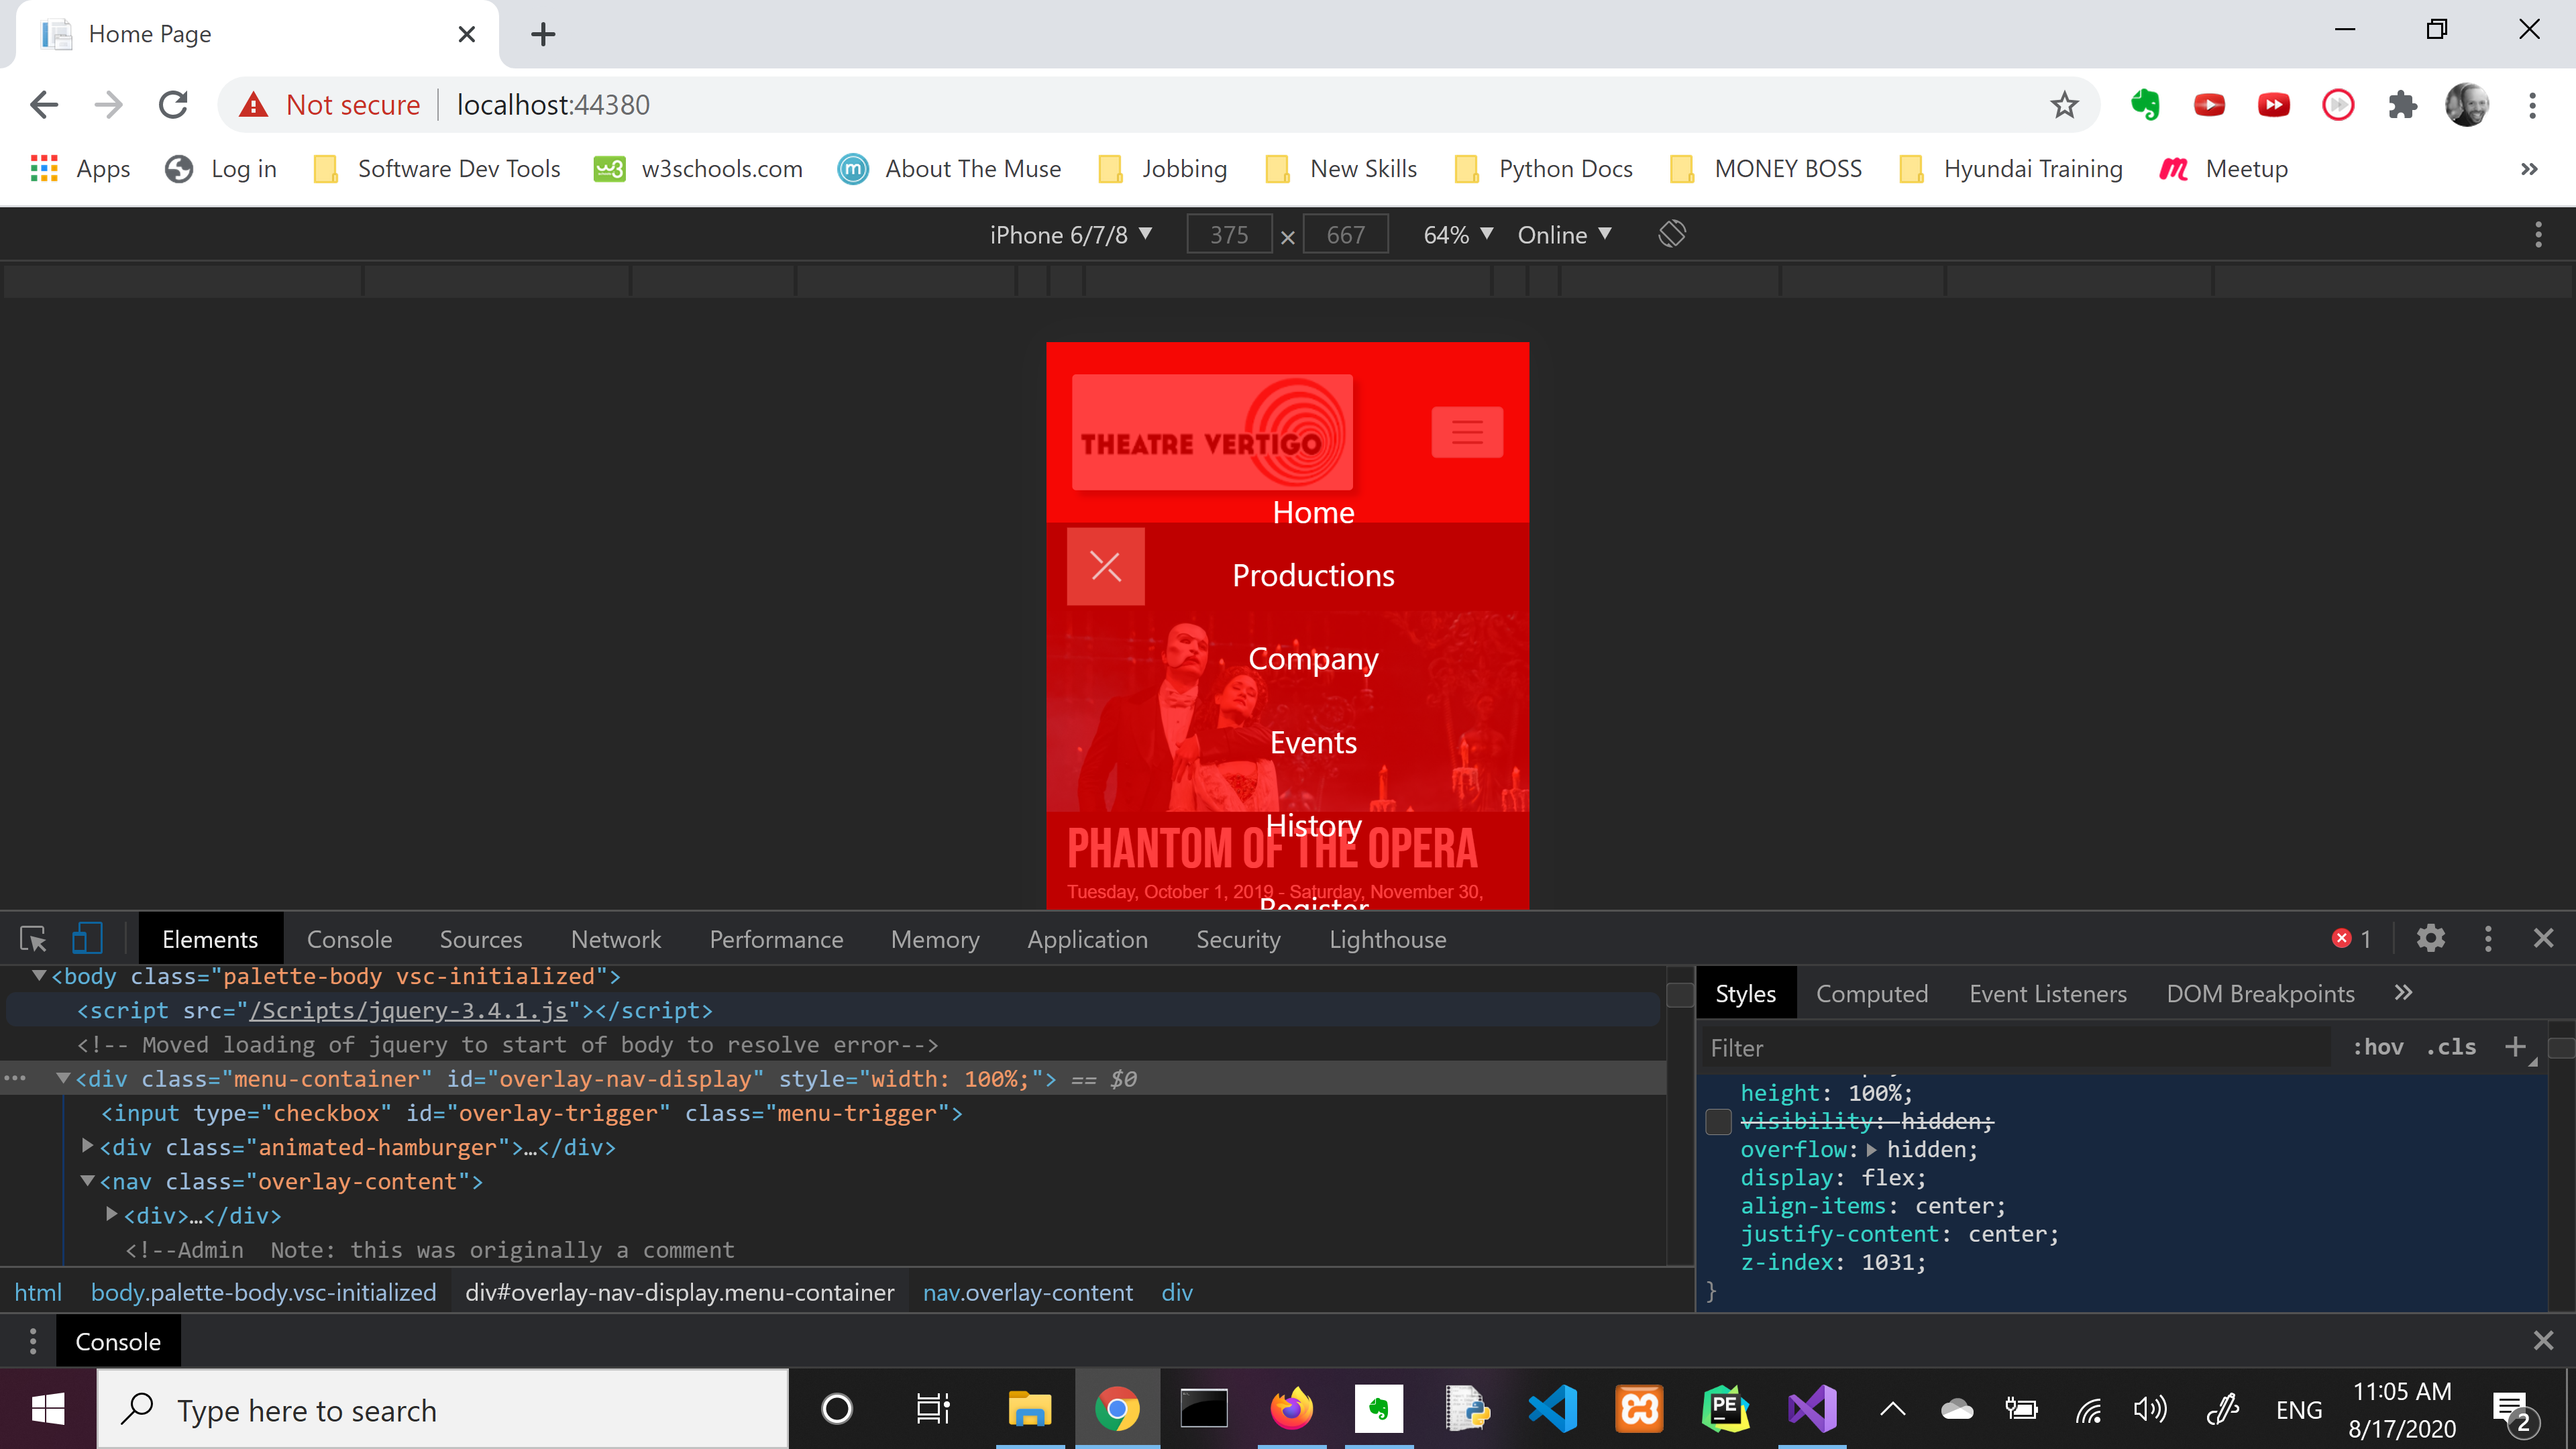 Home Page
Not secure
localhost:44380
Apps
Log in
Software Dev Tools
w3schools.com
About The Muse
Jobbing
New Skills
Python Docs
MONEY BOSS
Hyundai Training
Meetup
»
iPhone 6/7/8
375 × 667
64%
Online
THEATRE VERTIGO
Home
Productions
Company
Events
History
PHANTOM OF THE OPERA
Tuesday, October 1, 2019 - Saturday, November 30,
Register
Elements
Console
Sources
Network
Performance
Memory
Application
Security
Lighthouse
1
<body class="palette-body vsc-initialized">
<script src="/Scripts/jquery-3.4.1.js"></script>
<!-- Moved loading of jquery to start of body to resolve error-->
<div class="menu-container" id="overlay-nav-display" style="width: 100%;"> == $0
<input type="checkbox" id="overlay-trigger" class="menu-trigger">
<div class="animated-hamburger">…</div>
<nav class="overlay-content">
<div>…</div>
<!--Admin  Note: this was originally a comment
html
body.palette-body.vsc-initialized
div#overlay-nav-display.menu-container
nav.overlay-content
div
Styles
Computed
Event Listeners
DOM Breakpoints
»
Filter
:hov
.cls
height: 100%;
visibility: hidden;
overflow: hidden;
display: flex;
align-items: center;
justify-content: center;
z-index: 1031;
}
Console
Type here to search
ENG
11:05 AM
8/17/2020
2